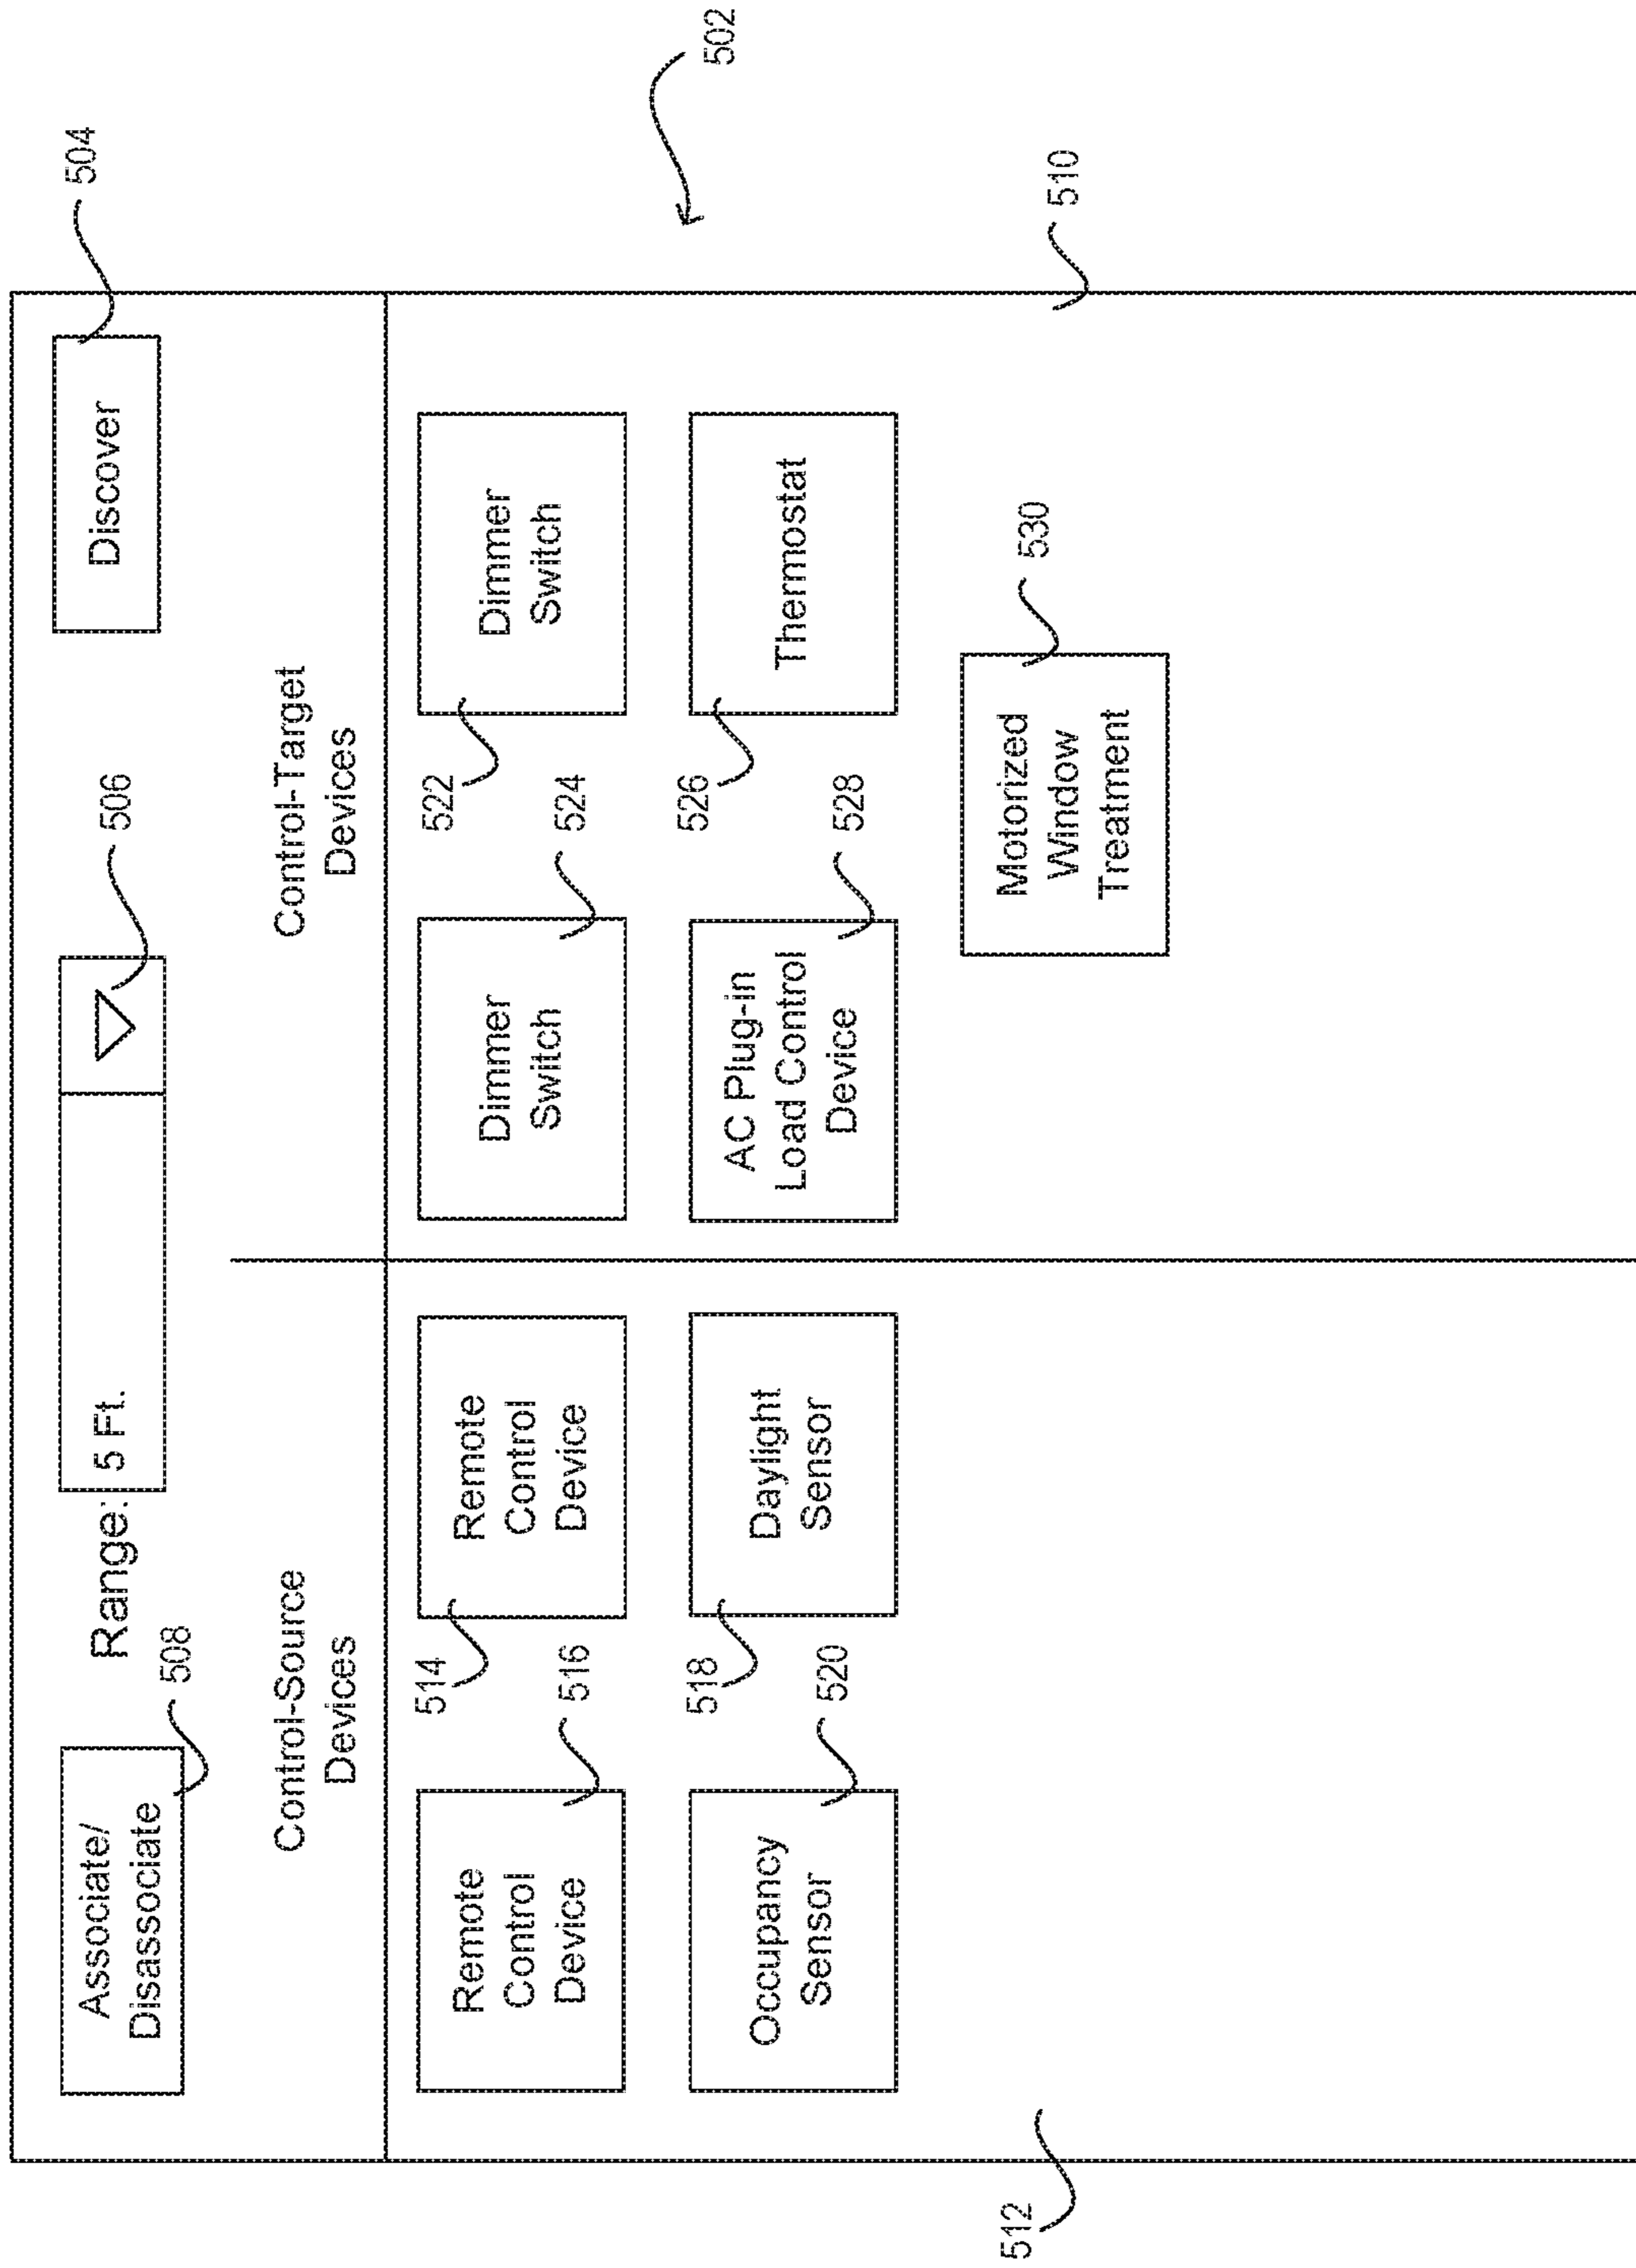 502
Associate/
Disassociate
508
Range:
5 Ft.
506
Discover
504
Control-Source
Devices
Control-Target
Devices
Remote
Control
Device
516
Remote
Control
Device
514
Dimmer
Switch
524
Dimmer
Switch
522
Occupancy
Sensor
520
Daylight
Sensor
518
AC Plug-in
Load Control
Device
528
Thermostat
526
Motorized
Window
Treatment
530
512
510